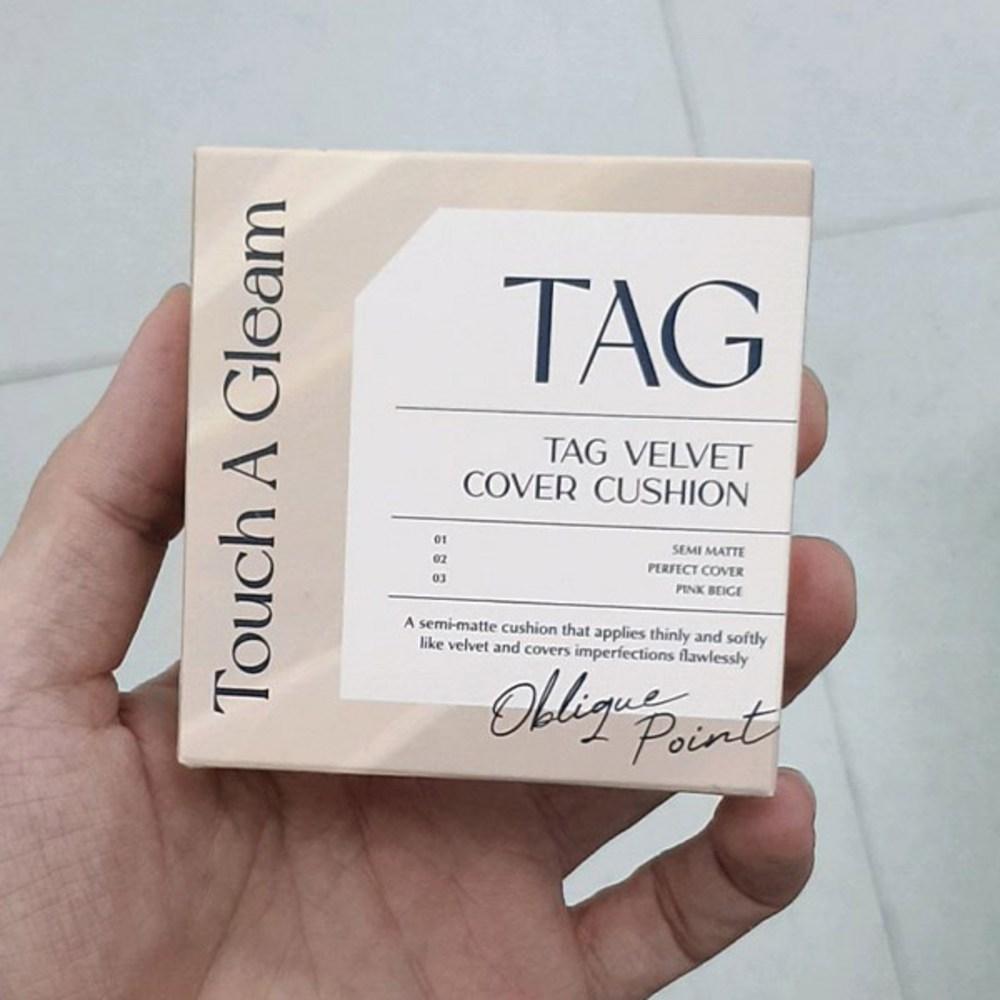 Touch A Gleam
TAG
TAG VELVET
COVER CUSHION
01 SEMI MATTE
02 PERFECT COVER
03 PINK BEIGE
A semi-matte cushion that applies thinly and softly
like velvet and covers imperfections flawlessly
Oblique
Point